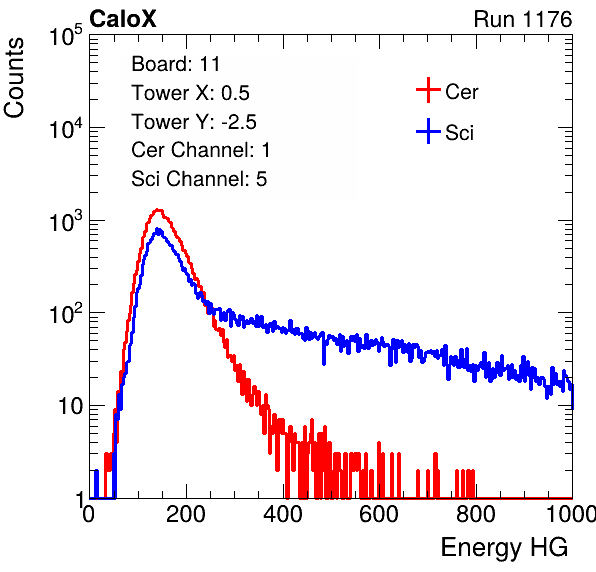 CaloX Run 1176
Counts
10^5
10^4
10^3
10^2
10
1
Board: 11
Tower X: 0.5
Tower Y: -2.5
Cer Channel: 1
Sci Channel: 5
Cer
Sci
0 200 400 600 800 1000
Energy HG